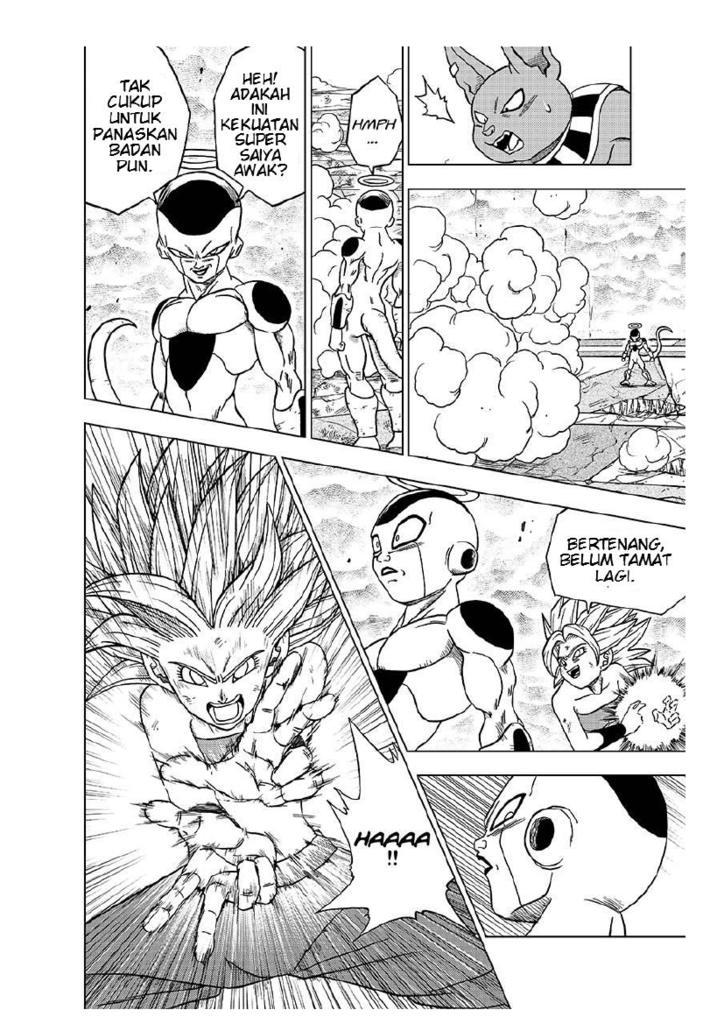 HMPH
...
HEH!
ADAKAH
INI
KEKUATAN
SUPER
SAIYA
AWAK?
TAK
CUKUP
UNTUK
PANASKAN
BADAN
PUN.
BERTENANG,
BELUM TAMAT
LAGI.
HAAAA
!!